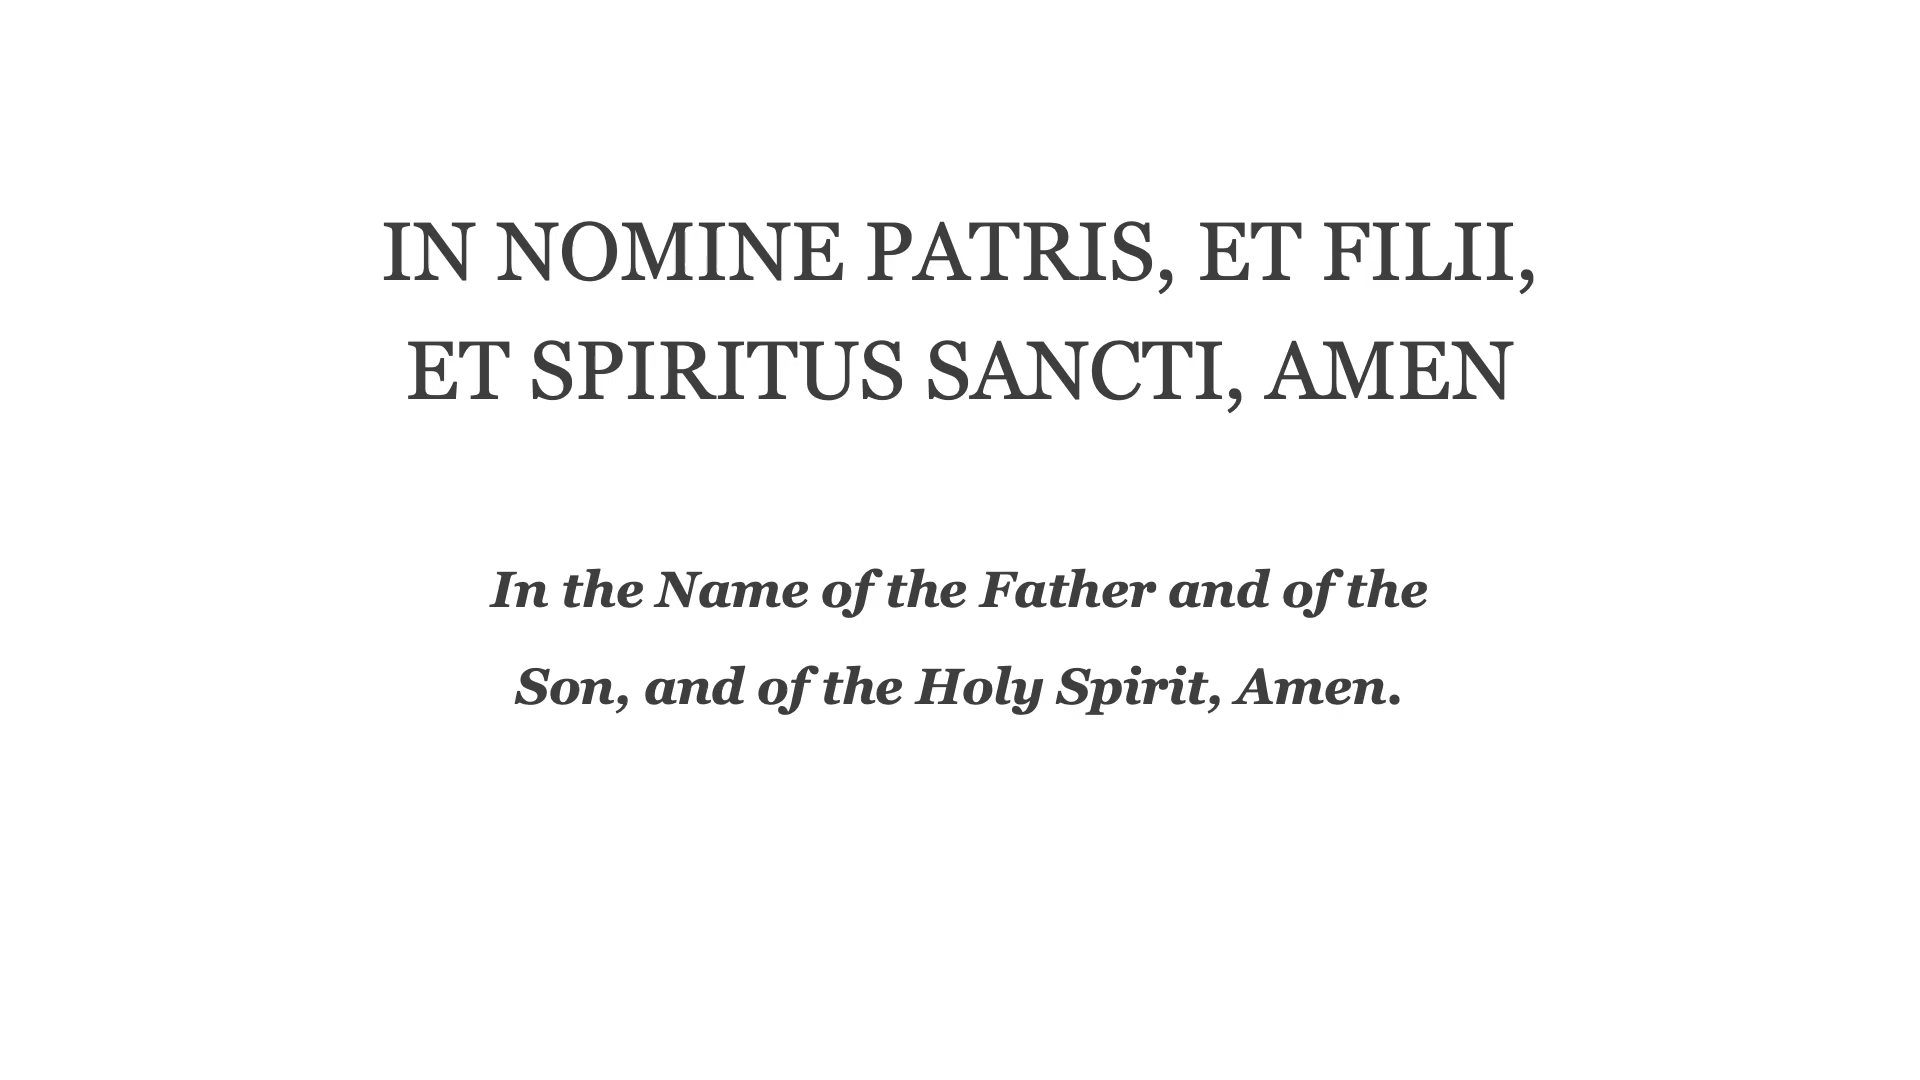 IN NOMINE PATRIS, ET FILII,
ET SPIRITUS SANCTI, AMEN
In the Name of the Father and of the
Son, and of the Holy Spirit, Amen.